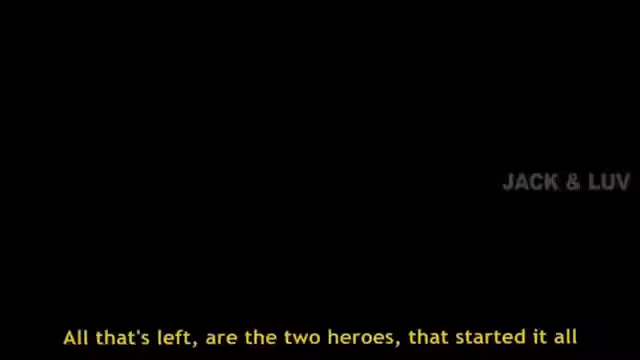 JACK & LUV
All that's left, are the two heroes, that started it all